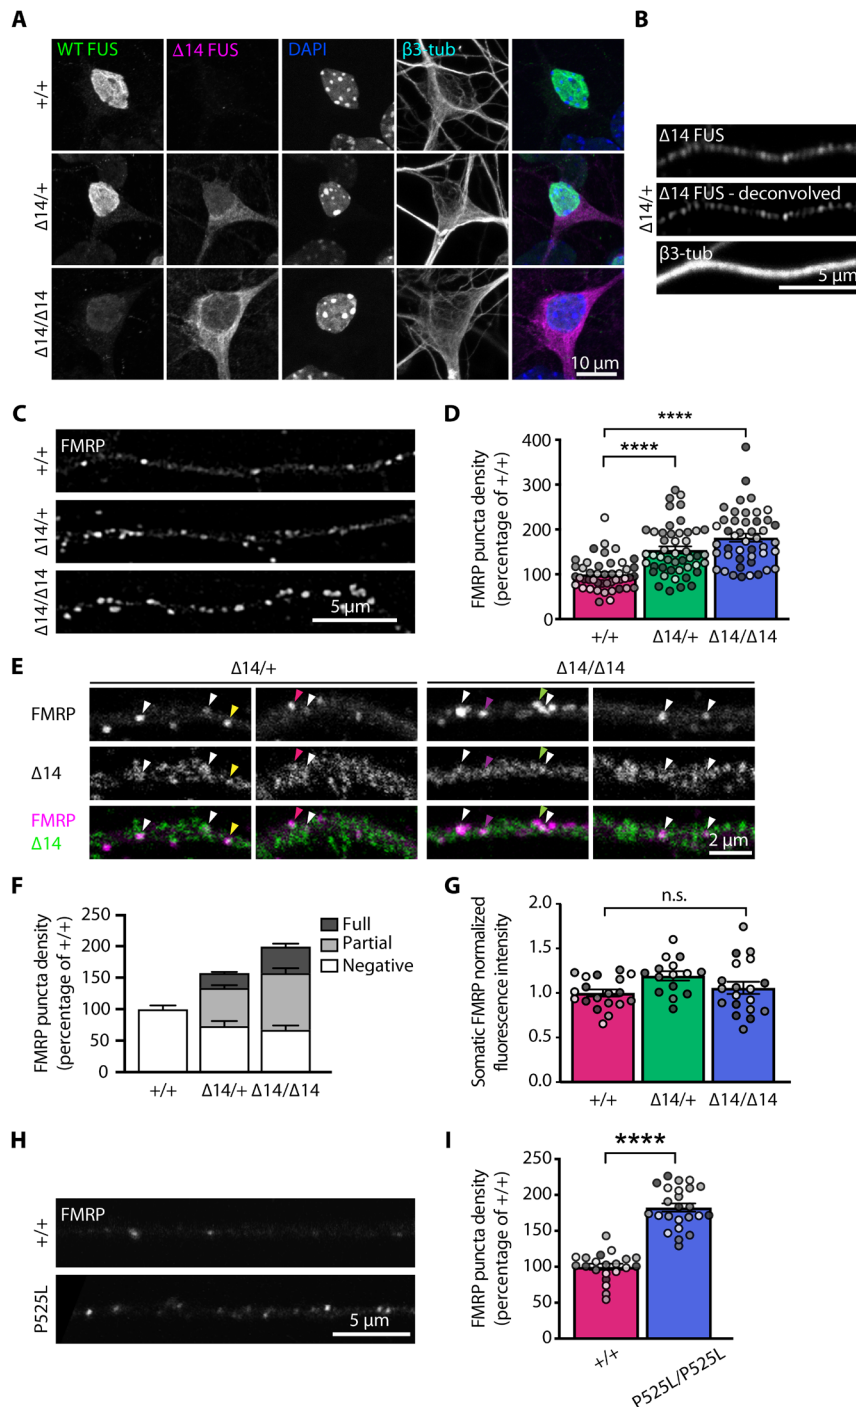 A
WT FUS
Δ14 FUS
DAPI
β3-tub
+/+
Δ14/+
Δ14/Δ14
10 μm
B
Δ14 FUS
Δ14 FUS - deconvolved
β3-tub
Δ14/+
5 μm
C
FMRP
+/+
Δ14/+
Δ14/Δ14
5 μm
D
FMRP puncta density
(percentage of +/+)
400
300
200
100
0
****
****
+/+
Δ14/+
Δ14/Δ14
E
Δ14/+
Δ14/Δ14
FMRP
Δ14
FMRP
Δ14
2 μm
F
FMRP puncta density
(percentage of +/+)
250
200
150
100
50
0
Full
Partial
Negative
+/+
Δ14/+
Δ14/Δ14
G
Somatic FMRP normalized
fluorescence intensity
2.0
1.5
1.0
0.5
0.0
n.s.
+/+
Δ14/+
Δ14/Δ14
H
FMRP
+/+
P525L
5 μm
I
FMRP puncta density
(percentage of +/+)
250
200
150
100
50
0
****
+/+
P525L/P525L